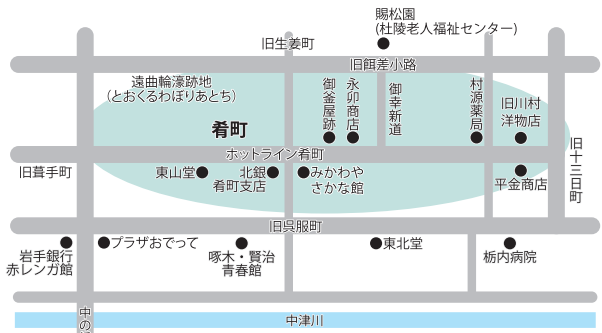 賜松園
(杜陵老人福祉センター)
旧生姜町
旧餌差小路
遠曲輪濠跡地
(とおくるわぼりあとち)
御釜屋跡
永卯商店
御幸新道
村源薬局
旧川村
洋物店
肴町
ホットライン肴町
旧葺手町
旧十三日町
東山堂
北銀
肴町支店
みかわや
さかな館
平金商店
旧呉服町
岩手銀行
赤レンガ館
プラザおでって
啄木・賢治
青春館
東北堂
栃内病院
中の
中津川